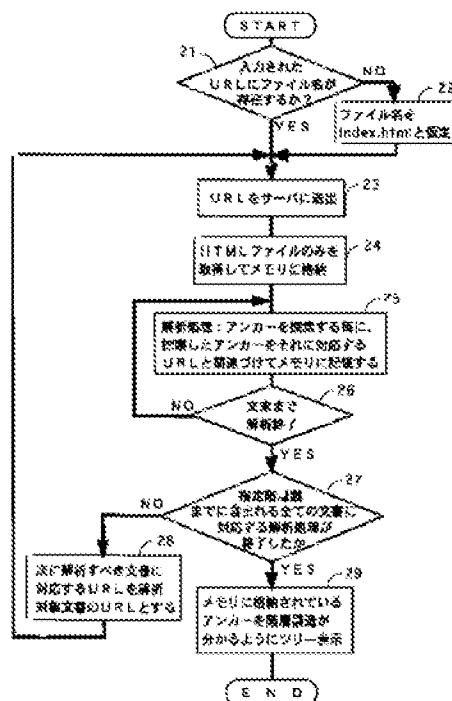 START
21
入力された
URLにファイル名が
存在するか?
NO
22
ファイル名を
index.htmlと仮定
YES
23
URLをサーバに送出
24
HTMLファイルのみを
取得してメモリに格納
25
解析処理:アンカーを検索する毎に、
検索したアンカーをそれに対応する
URLと関連づけてメモリに記憶する
26
NO
文末まで
解析終了
YES
27
NO
指定階層数
までに含まれる全ての文書に
対応する解析処理が
終了したか
28
YES
29
次に解析すべき文書に
対応するURLを解析
対象文書のURLとする
メモリに格納されている
アンカーを階層構造が
分かるようにツリー表示
END